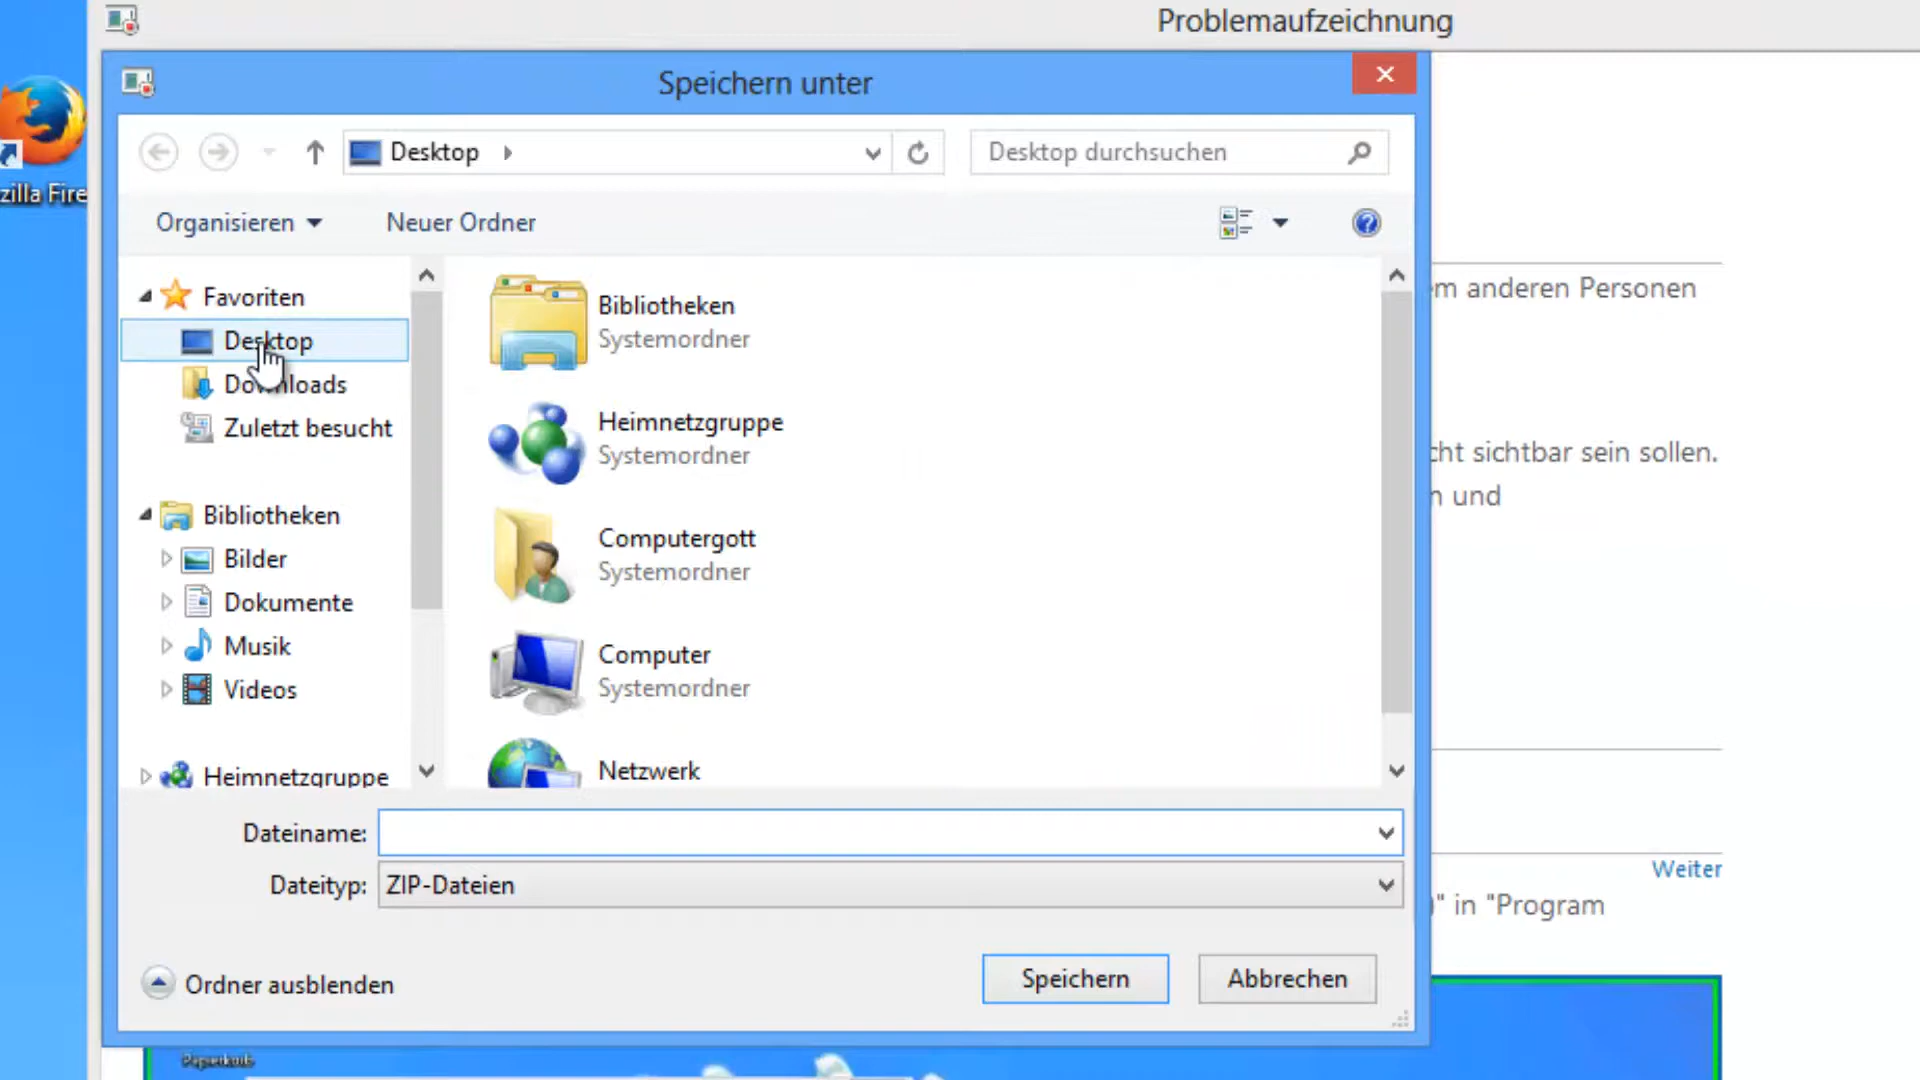 Problemaufzeichnung
Speichern unter
Desktop
Desktop durchsuchen
zilla Fire
Organisieren
Neuer Ordner
Favoriten
Desktop
Downloads
Zuletzt besucht
Bibliotheken
Bilder
Dokumente
Musik
Videos
Heimnetzgruppe
Bibliotheken
Systemordner
Heimnetzgruppe
Systemordner
Computergott
Systemordner
Computer
Systemordner
Netzwerk
em anderen Personen
cht sichtbar sein sollen.
n und
Weiter
)" in "Program
Dateiname:
Dateityp: ZIP-Dateien
Ordner ausblenden
Speichern
Abbrechen
Papierkorb